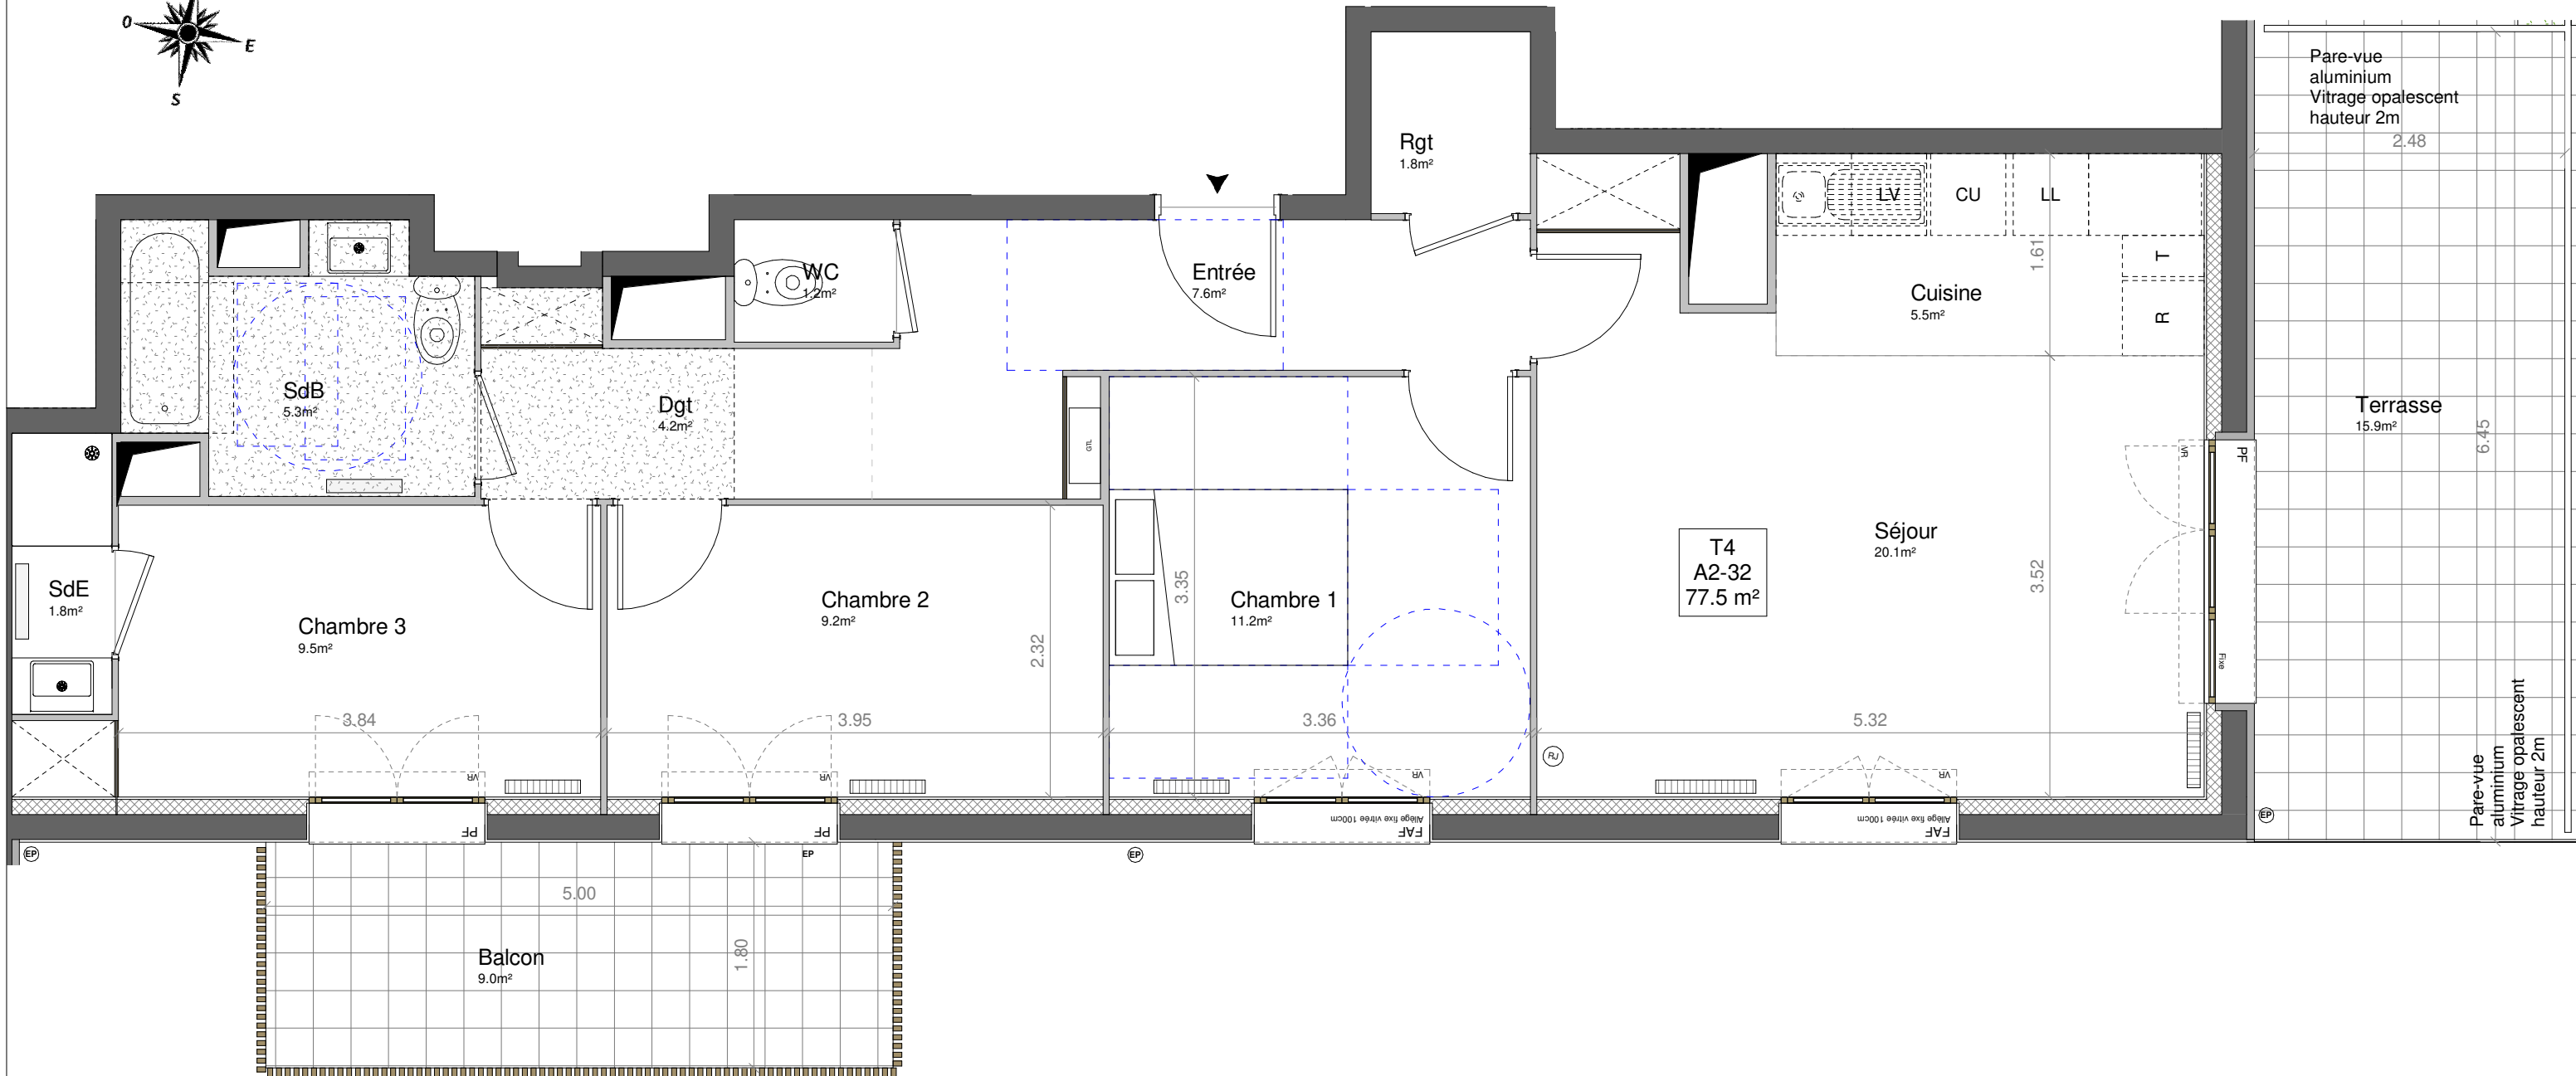 O
E
S
Pare-vue
aluminium
Vitrage opalescent
hauteur 2m
2.48
Rgt
1.8m²
LV
CU
LL
1.61
T
R
WC
1.2m²
Entrée
7.6m²
Cuisine
5.5m²
SdB
5.3m²
Dgt
4.2m²
GTL
Terrasse
15.9m²
6.45
VR
PF
Fixe
Séjour
20.1m²
T4
A2-32
77.5 m²
3.52
3.35
SdE
1.8m²
Chambre 3
9.5m²
Chambre 2
9.2m²
2.32
Chambre 1
11.2m²
3.84
3.95
3.36
5.32
RJ
VR
VR
VR
VR
PF
PF
Allège fixe vitrée 100cm
FAF
Allège fixe vitrée 100cm
FAF
Pare-vue
aluminium
Vitrage opalescent
hauteur 2m
EP
EP
EP
EP
5.00
1.80
Balcon
9.0m²